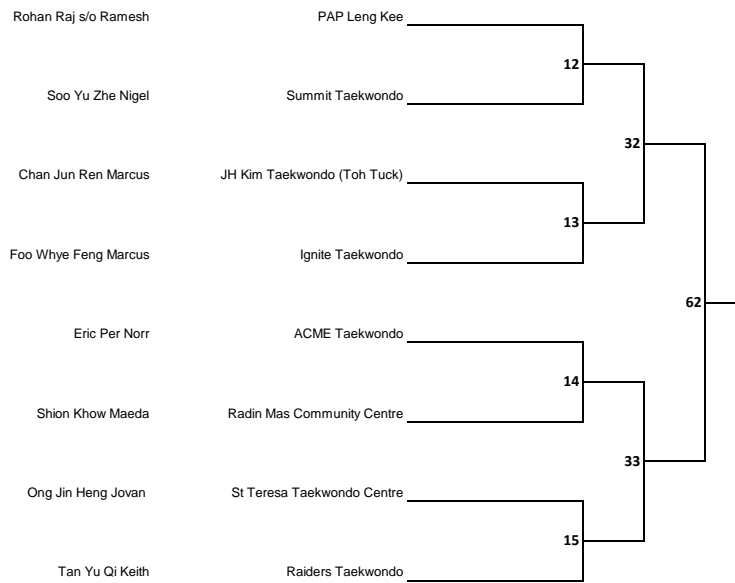 Rohan Raj s/o Ramesh PAP Leng Kee
12
Soo Yu Zhe Nigel Summit Taekwondo
32
Chan Jun Ren Marcus JH Kim Taekwondo (Toh Tuck)
13
Foo Whye Feng Marcus Ignite Taekwondo
62
Eric Per Norr ACME Taekwondo
14
Shion Khow Maeda Radin Mas Community Centre
33
Ong Jin Heng Jovan St Teresa Taekwondo Centre
15
Tan Yu Qi Keith Raiders Taekwondo